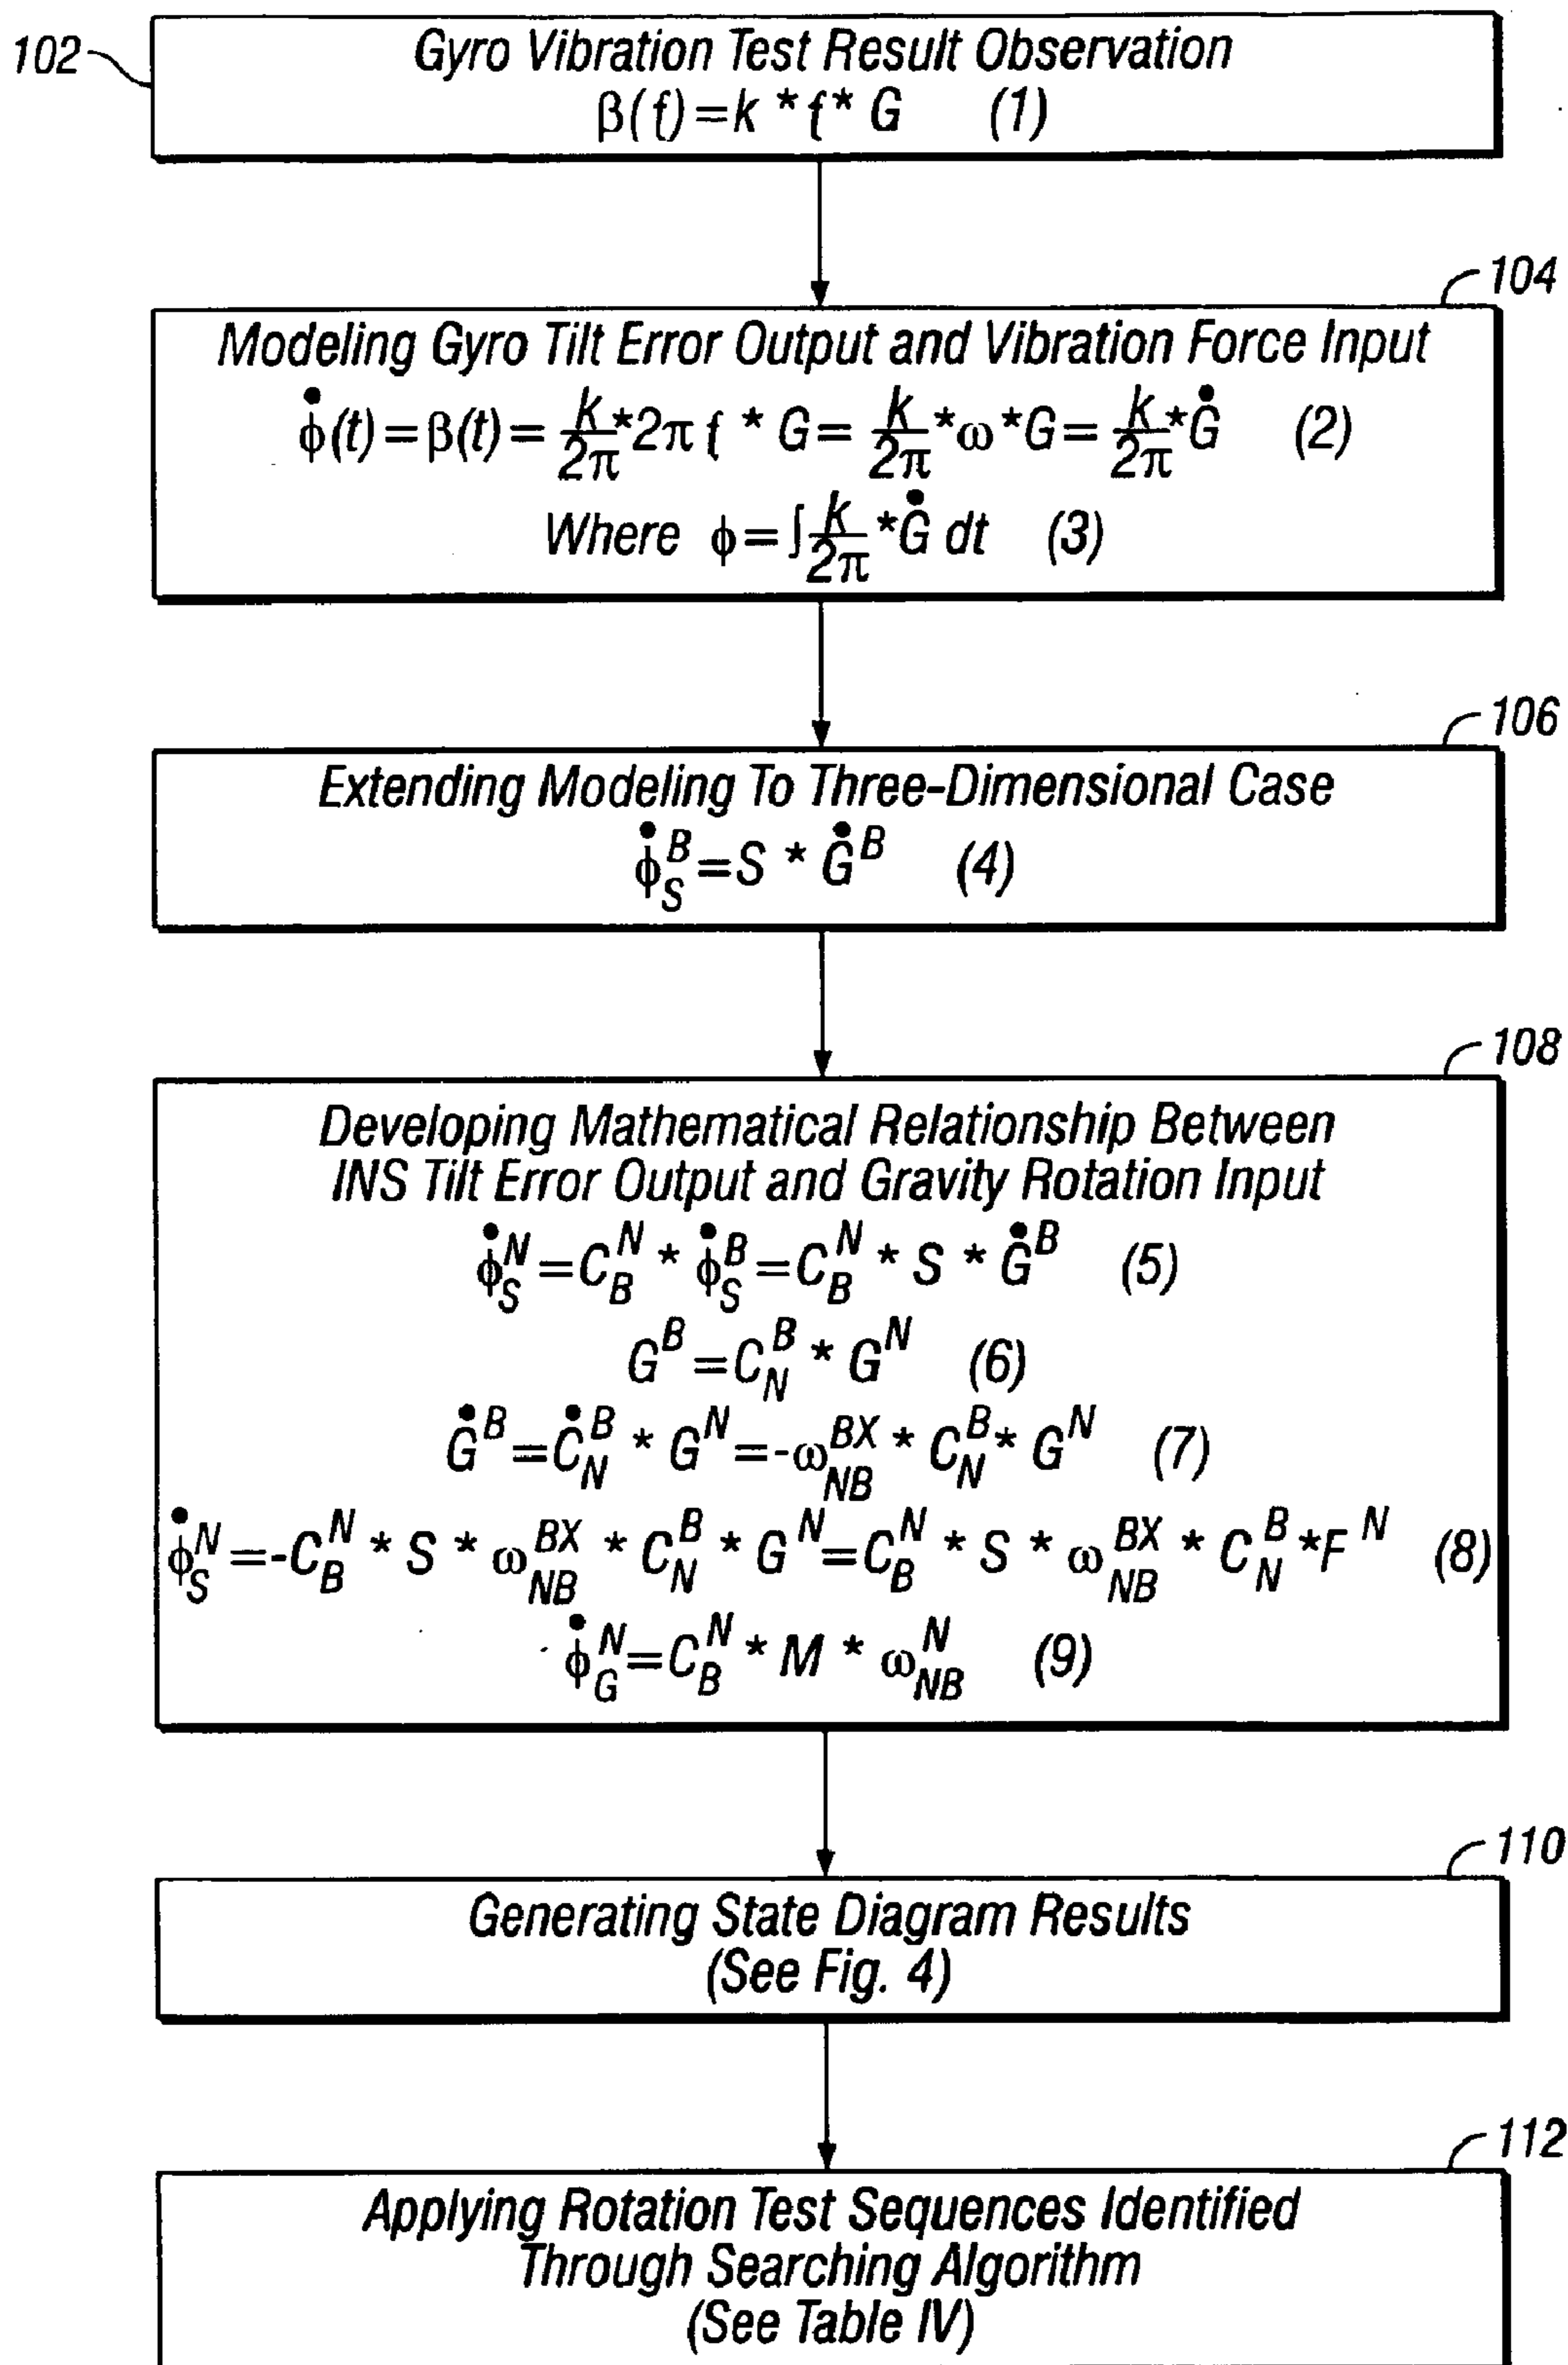 102
Gyro Vibration Test Result Observation
β(f)=k * f* G (1)
104
Modeling Gyro Tilt Error Output and Vibration Force Input
ϕ̇(t)=β(t)=k/2π*2πf * G= k/2π*ω*G= k/2π*Ġ (2)
Where ϕ=∫k/2π*Ġ dt (3)
106
Extending Modeling To Three-Dimensional Case
ϕ̇_S^B=S * Ġ^B (4)
108
Developing Mathematical Relationship Between
INS Tilt Error Output and Gravity Rotation Input
ϕ̇_S^N=C_B^N * ϕ̇_S^B=C_B^N * S * Ġ^B (5)
G^B=C_N^B * G^N (6)
Ġ^B=Ċ_N^B * G^N=-ω_NB^BX * C_N^B* G^N (7)
ϕ̇_S^N=-C_B^N * S * ω_NB^BX * C_N^B * G^N=C_B^N * S * ω_NB^BX * C_N^B *F^N (8)
ϕ̇_G^N=C_B^N * M * ω_NB^N (9)
110
Generating State Diagram Results
(See Fig. 4)
112
Applying Rotation Test Sequences Identified
Through Searching Algorithm
(See Table IV)